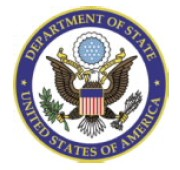 DEPARTMENT OF STATE
UNITED STATES OF AMERICA